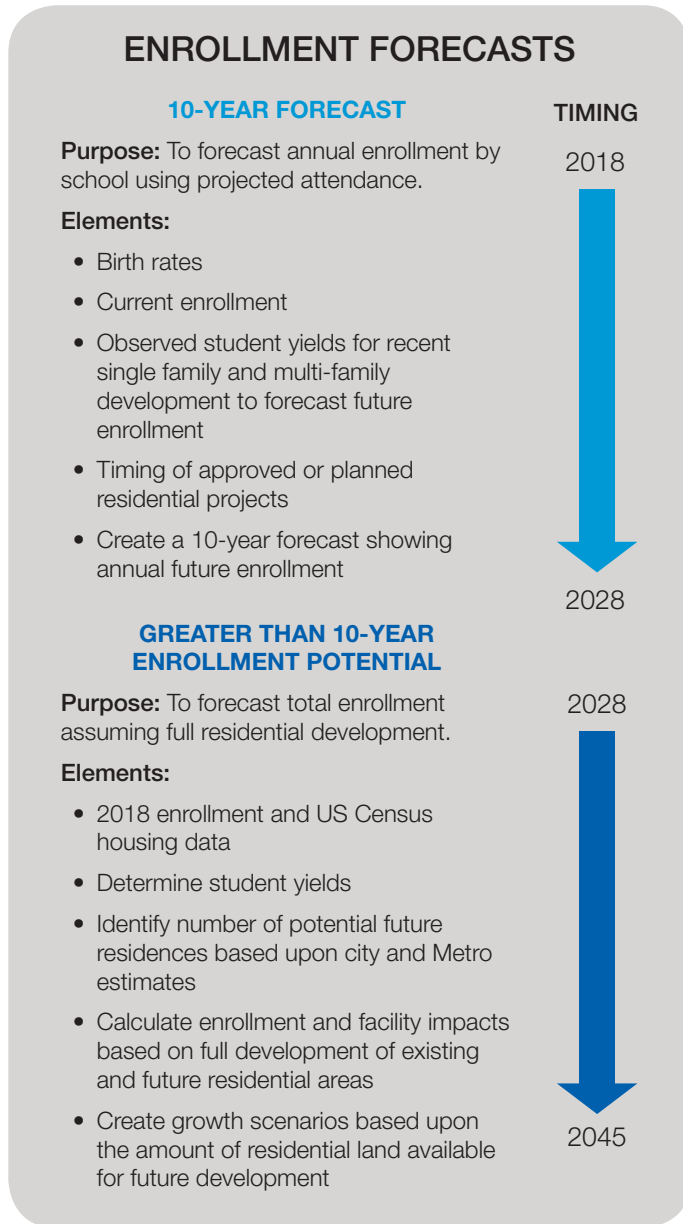 ENROLLMENT FORECASTS
10-YEAR FORECAST
TIMING
Purpose: To forecast annual enrollment by
school using projected attendance.
2018
Elements:
• Birth rates
• Current enrollment
• Observed student yields for recent
single family and multi-family
development to forecast future
enrollment
• Timing of approved or planned
residential projects
• Create a 10-year forecast showing
annual future enrollment
2028
GREATER THAN 10-YEAR
ENROLLMENT POTENTIAL
Purpose: To forecast total enrollment
assuming full residential development.
2028
Elements:
• 2018 enrollment and US Census
housing data
• Determine student yields
• Identify number of potential future
residences based upon city and Metro
estimates
• Calculate enrollment and facility impacts
based on full development of existing
and future residential areas
• Create growth scenarios based upon
the amount of residential land available
for future development
2045